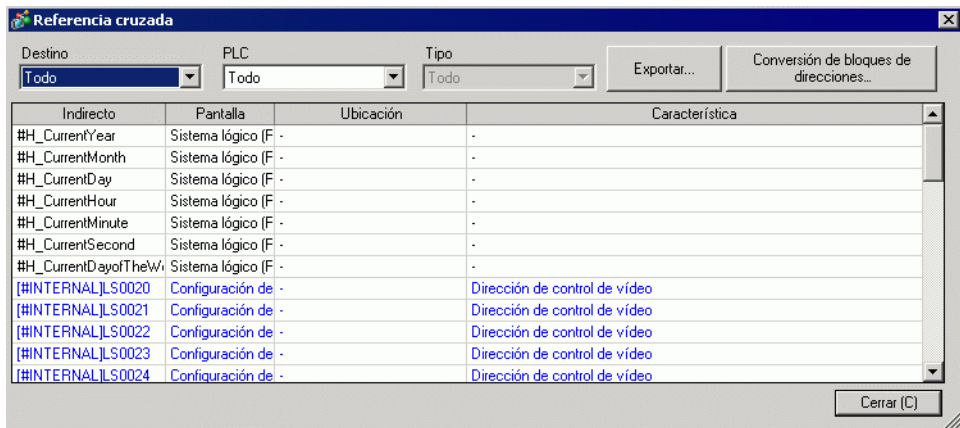 Referencia cruzada
Destino PLC Tipo
Todo Todo Todo Exportar... Conversión de bloques de
direcciones...
Indirecto Pantalla Ubicación Característica
#H_CurrentYear Sistema lógico (F - -
#H_CurrentMonth Sistema lógico (F - -
#H_CurrentDay Sistema lógico (F - -
#H_CurrentHour Sistema lógico (F - -
#H_CurrentMinute Sistema lógico (F - -
#H_CurrentSecond Sistema lógico (F - -
#H_CurrentDayofTheW Sistema lógico (F - -
[#INTERNAL]LS0020 Configuración de - Dirección de control de vídeo
[#INTERNAL]LS0021 Configuración de - Dirección de control de vídeo
[#INTERNAL]LS0022 Configuración de - Dirección de control de vídeo
[#INTERNAL]LS0023 Configuración de - Dirección de control de vídeo
[#INTERNAL]LS0024 Configuración de - Dirección de control de vídeo
Cerrar (C)